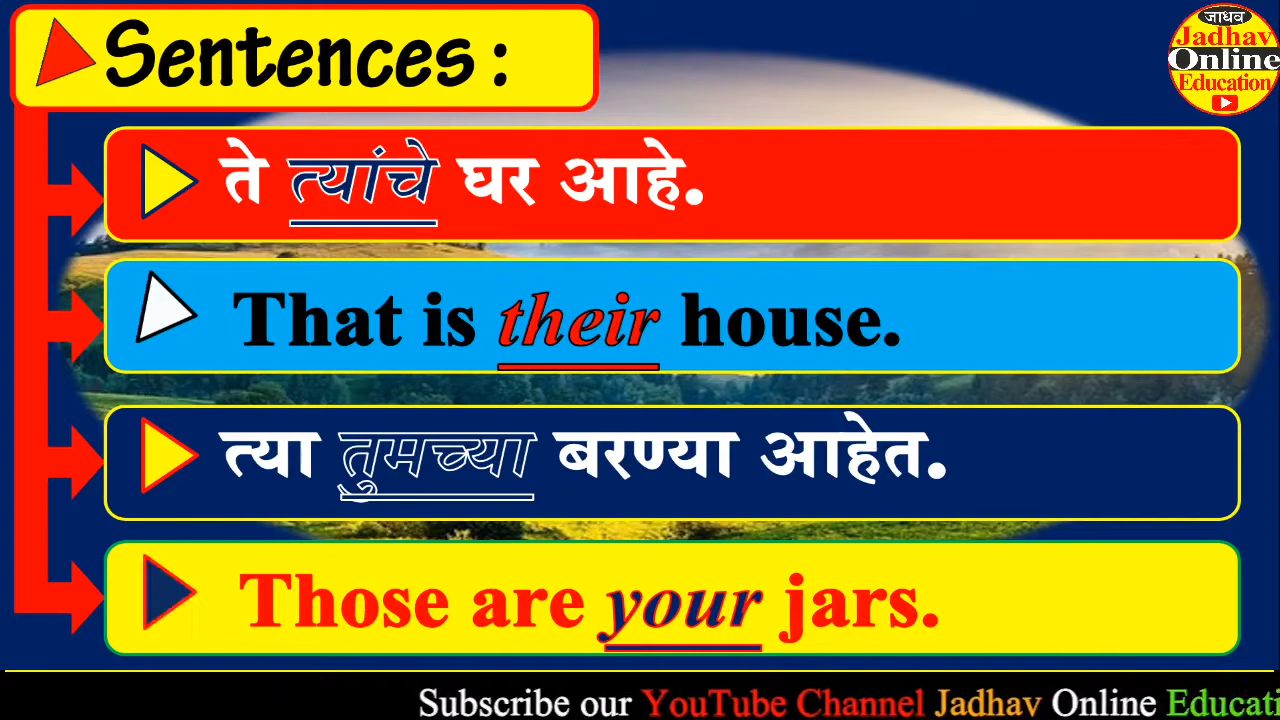 Sentences :
जाधव
Jadhav
Online
Education
ते त्यांचे घर आहे.
That is their house.
त्या तुमच्या बरण्या आहेत.
Those are your jars.
Subscribe our YouTube Channel Jadhav Online Educati